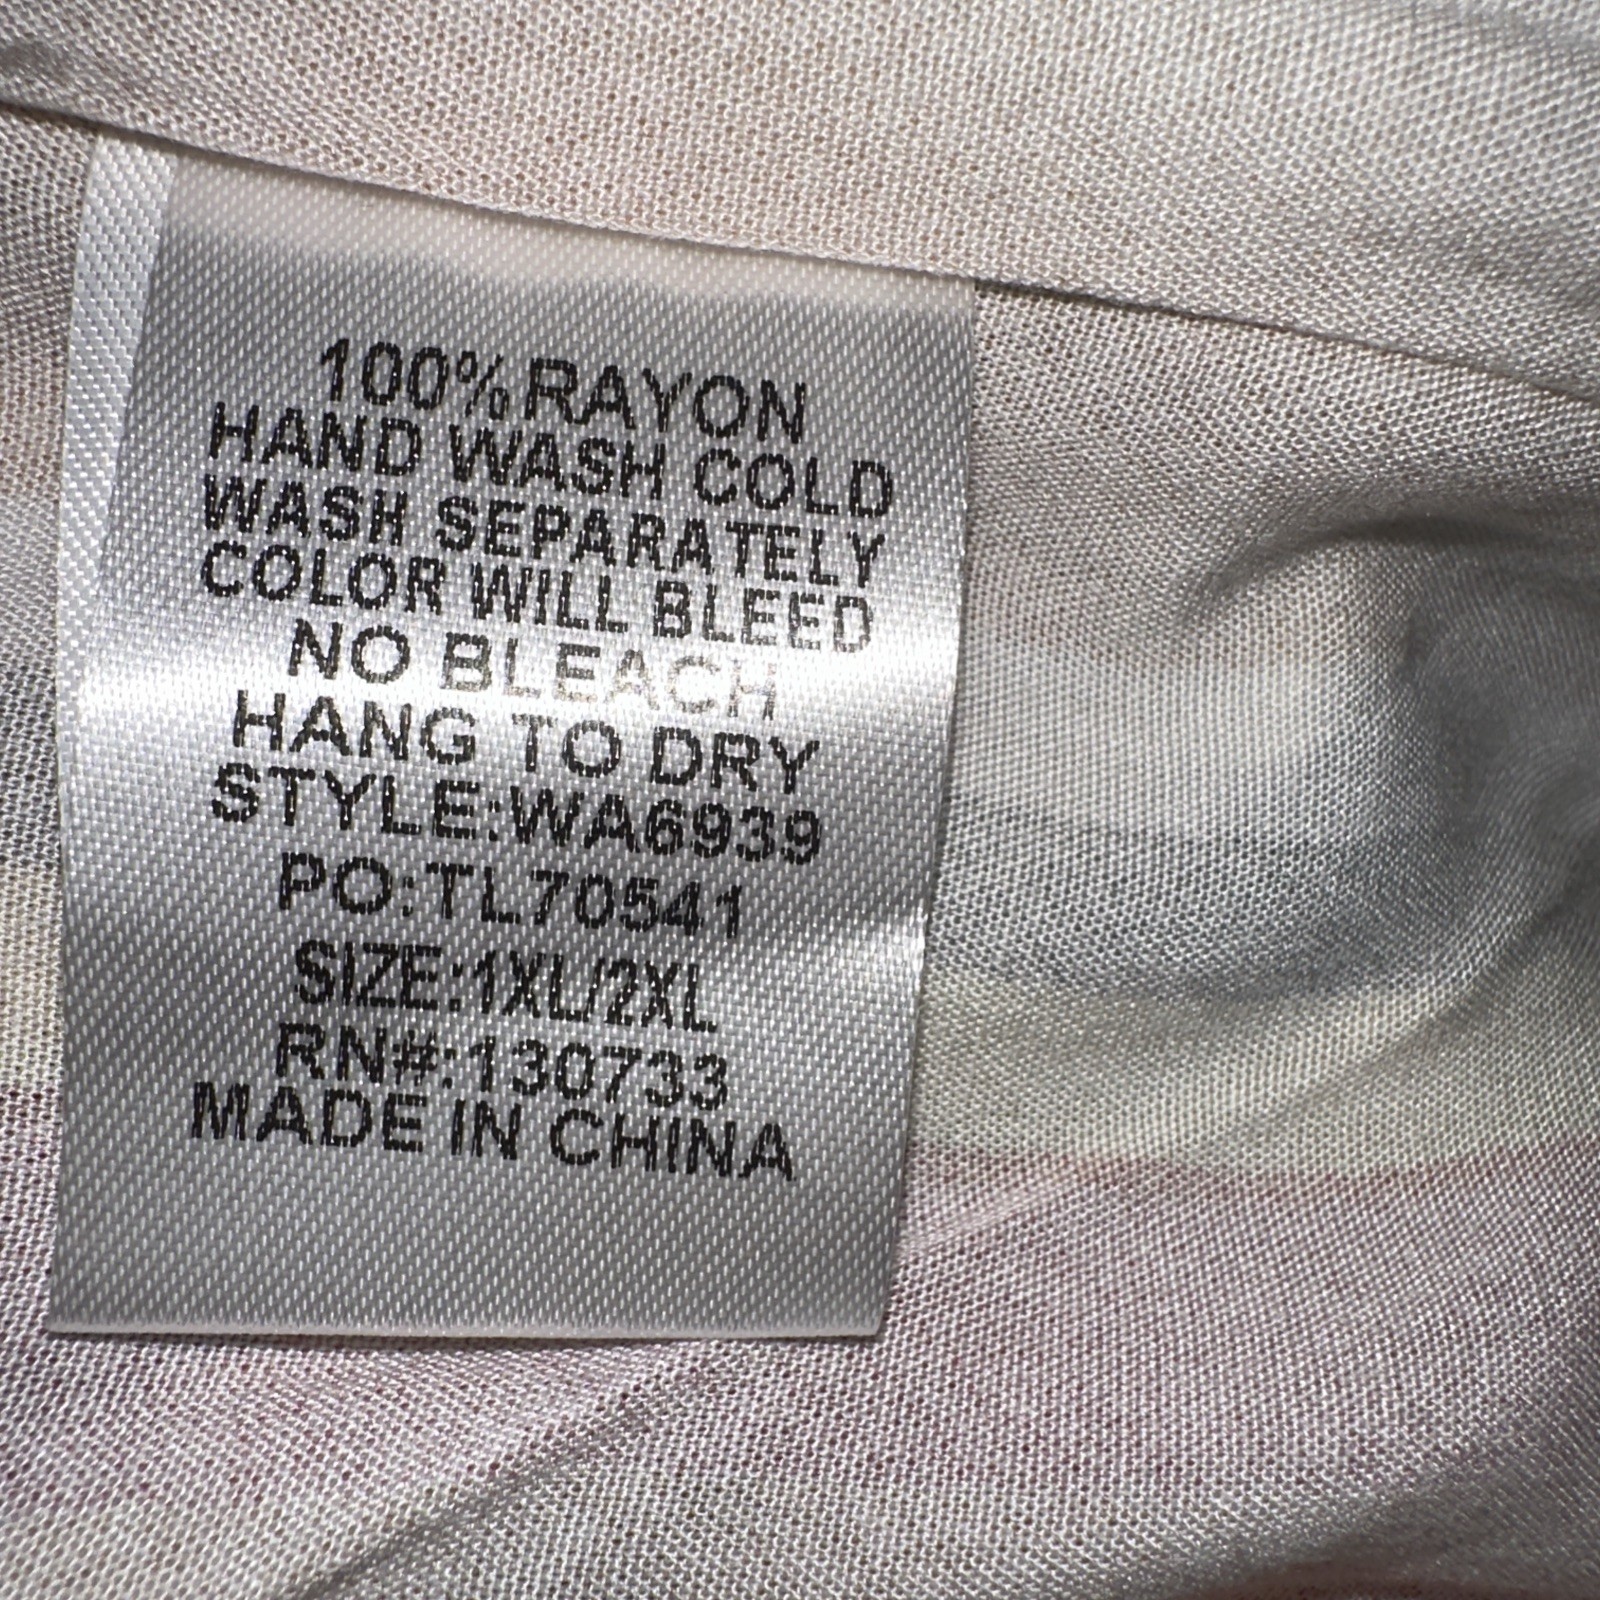 100%RAYON
HAND WASH COLD
WASH SEPARATELY
COLOR WILL BLEED
NO BLEACH
HANG TO DRY
STYLE:WA6939
PO:TL70541
SIZE:1XL/2XL
RN#:130733
MADE IN CHINA